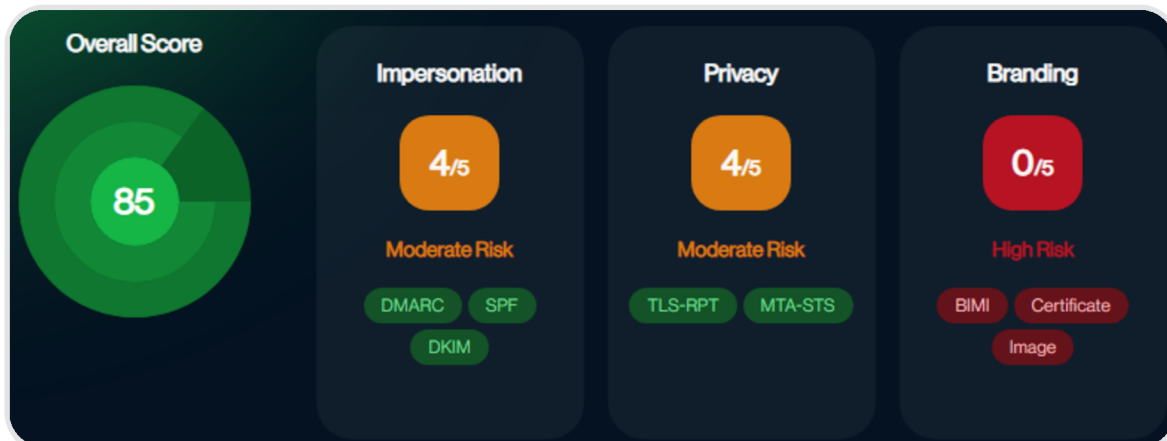 Overall Score
85
Impersonation
4/5
Moderate Risk
DMARC SPF
DKIM
Privacy
4/5
Moderate Risk
TLS-RPT MTA-STS
Branding
0/5
High Risk
BIMI Certificate
Image